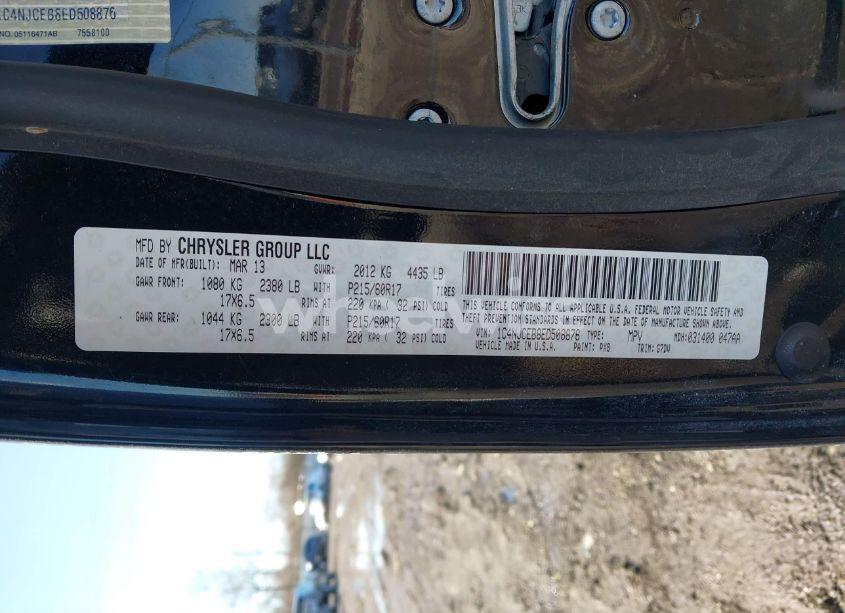 1C4NJCEB8ED508876
NO. 05116471AB 7558100
MFD BY CHRYSLER GROUP LLC
DATE OF MFR(BUILT): MAR 13 GVWR: 2012 KG 4435 LB
GAWR FRONT: 1080 KG 2380 LB WITH P215/60R17 TIRES
17X6.5 RIMS AT 220 KPA ( 32 PSI) COLD
GAWR REAR: 1044 KG 2300 LB WITH P215/60R17 TIRES
17X6.5 RIMS AT 220 KPA ( 32 PSI) COLD
THIS VEHICLE CONFORMS TO ALL APPLICABLE U.S.A. FEDERAL MOTOR VEHICLE SAFETY AND
THEFT PREVENTION STANDARDS IN EFFECT ON THE DATE OF MANUFACTURE SHOWN ABOVE.
VIN: 1C4NJCEB8ED508876 TYPE: MPV MDH: 031400 047AA
VEHICLE MADE IN U.S.A. PAINT: PX8 TRIM: G7DV